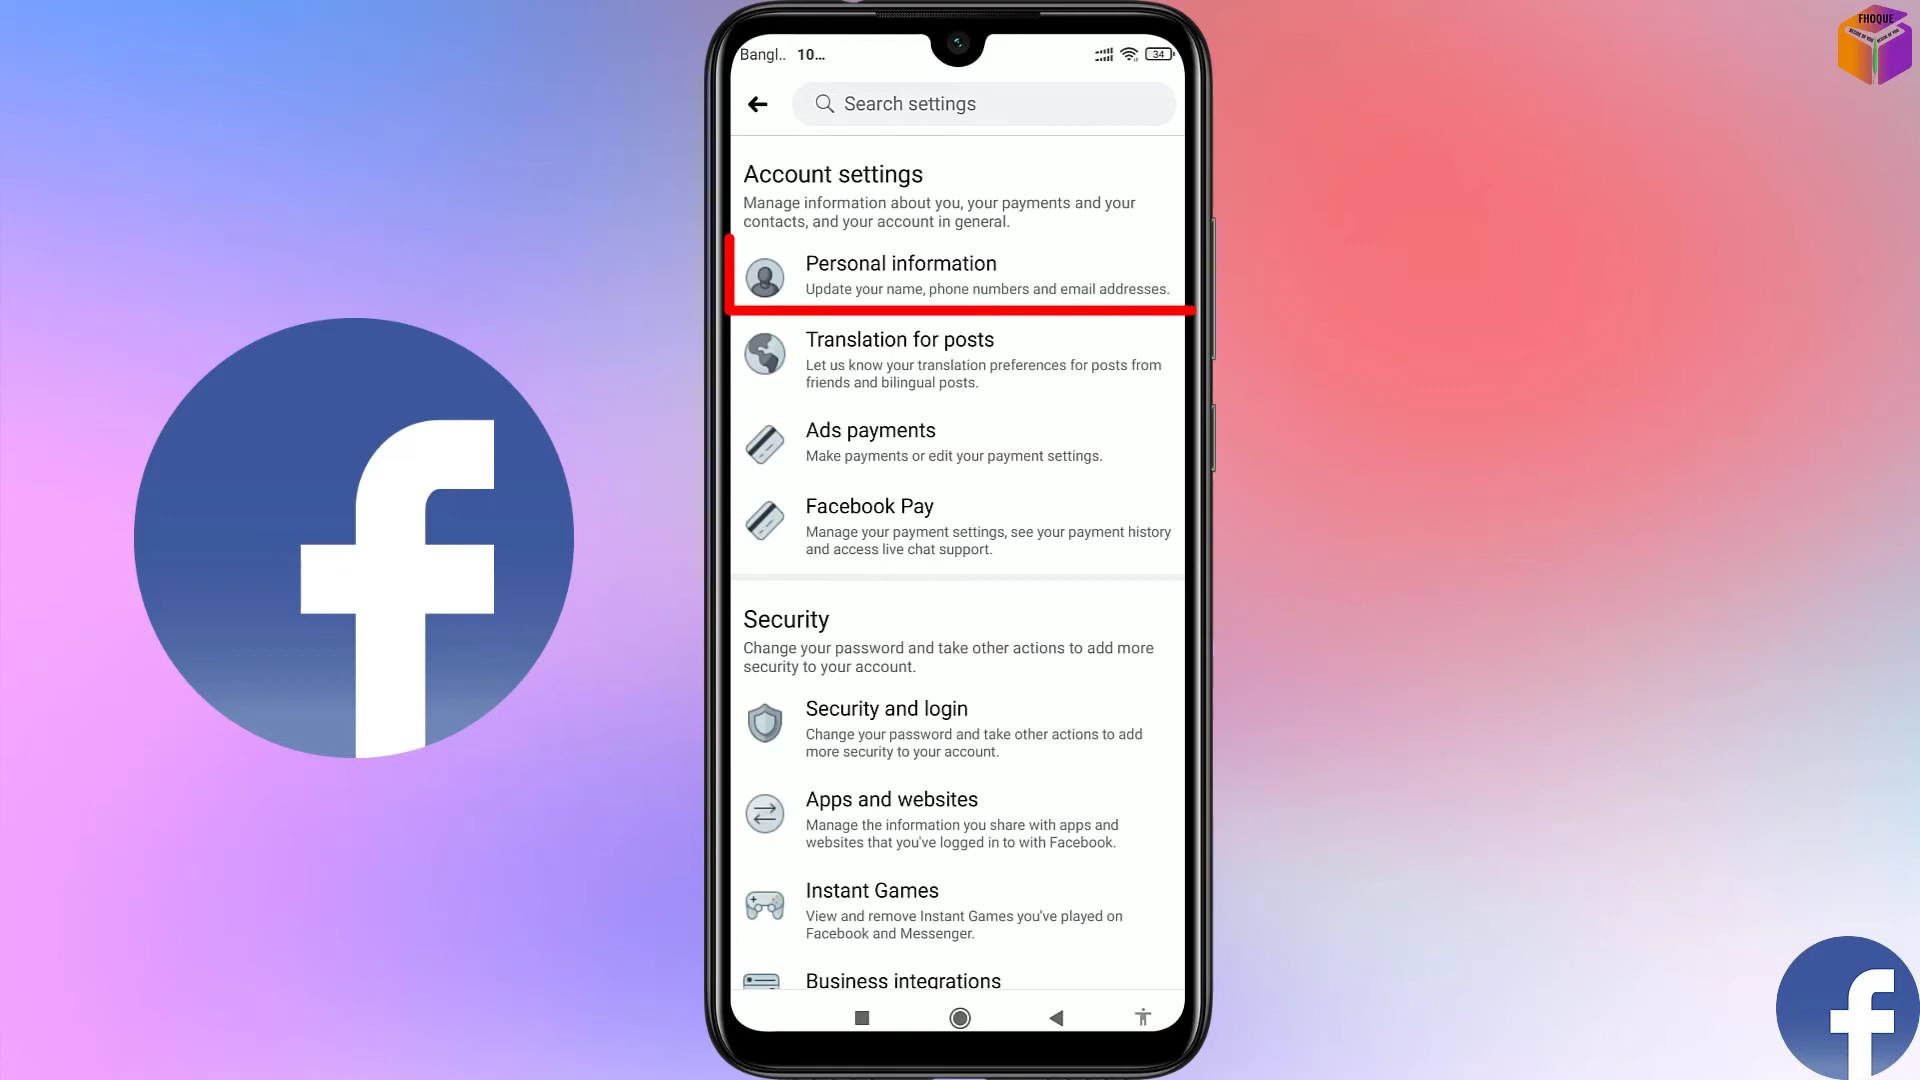 FHOQUE
Bangl.. 10... 34
Search settings
Account settings
Manage information about you, your payments and your
contacts, and your account in general.
Personal information
Update your name, phone numbers and email addresses.
Translation for posts
Let us know your translation preferences for posts from
friends and bilingual posts.
Ads payments
Make payments or edit your payment settings.
Facebook Pay
Manage your payment settings, see your payment history
and access live chat support.
Security
Change your password and take other actions to add more
security to your account.
Security and login
Change your password and take other actions to add
more security to your account.
Apps and websites
Manage the information you share with apps and
websites that you've logged in to with Facebook.
Instant Games
View and remove Instant Games you've played on
Facebook and Messenger.
Business integrations